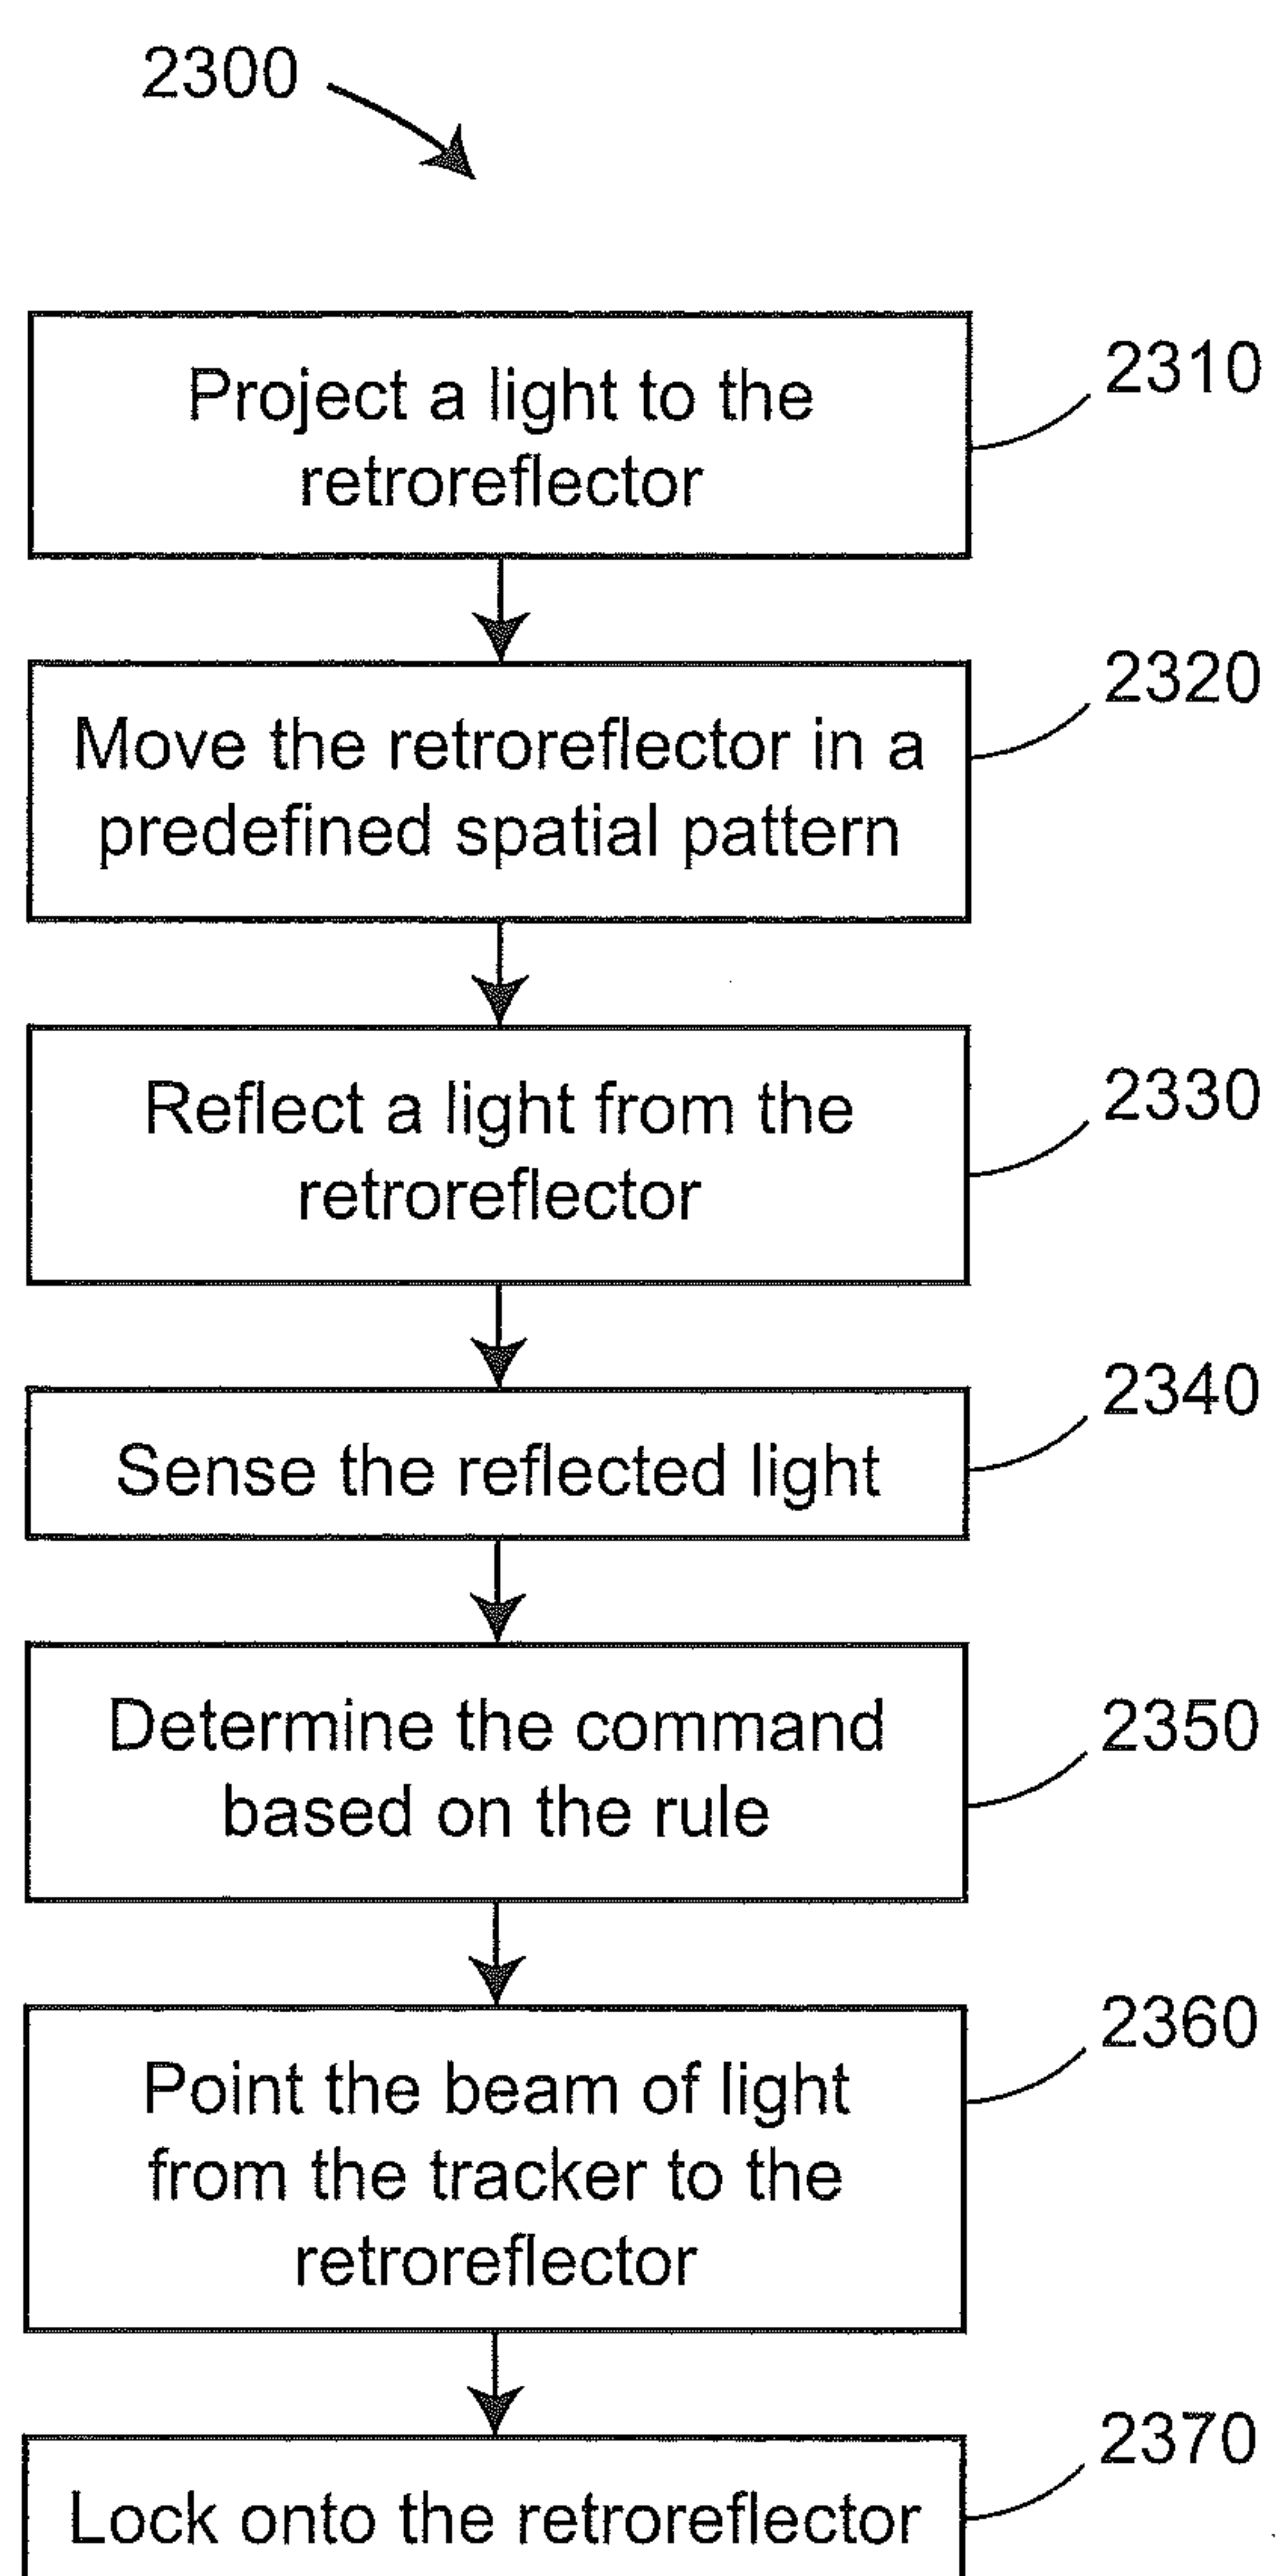 2300
Project a light to the
retroreflector
2310
Move the retroreflector in a
predefined spatial pattern
2320
Reflect a light from the
retroreflector
2330
Sense the reflected light
2340
Determine the command
based on the rule
2350
Point the beam of light
from the tracker to the
retroreflector
2360
Lock onto the retroreflector
2370